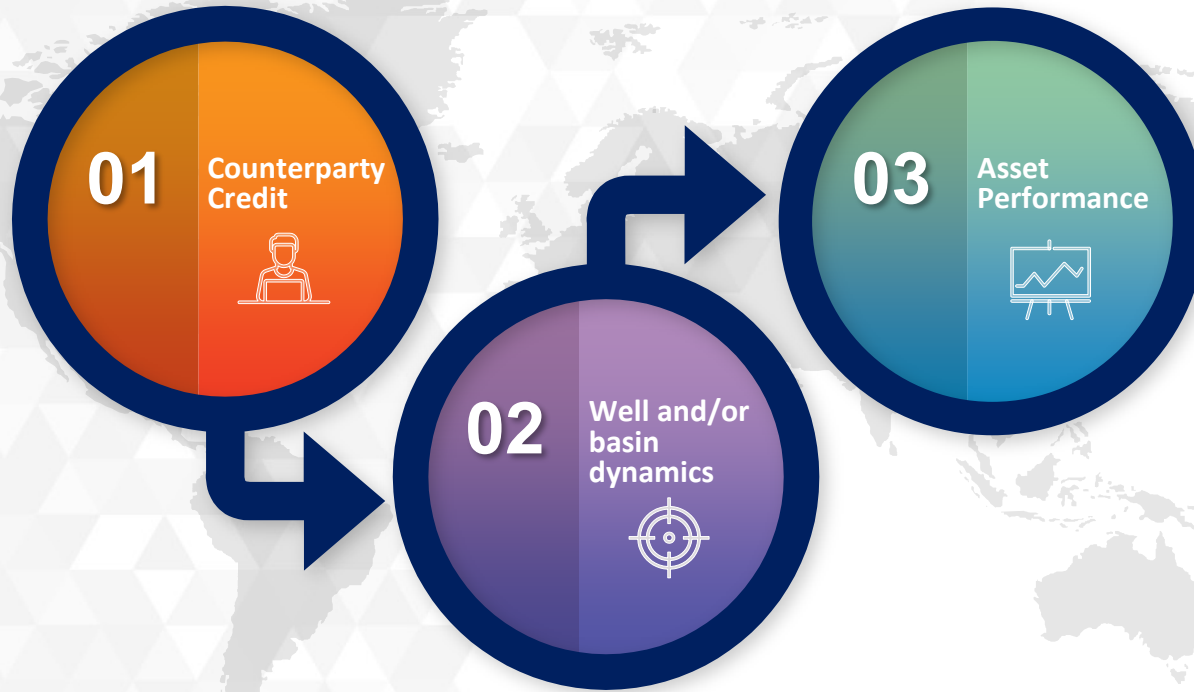 01
Counterparty
Credit
02
Well and/or
basin
dynamics
03
Asset
Performance